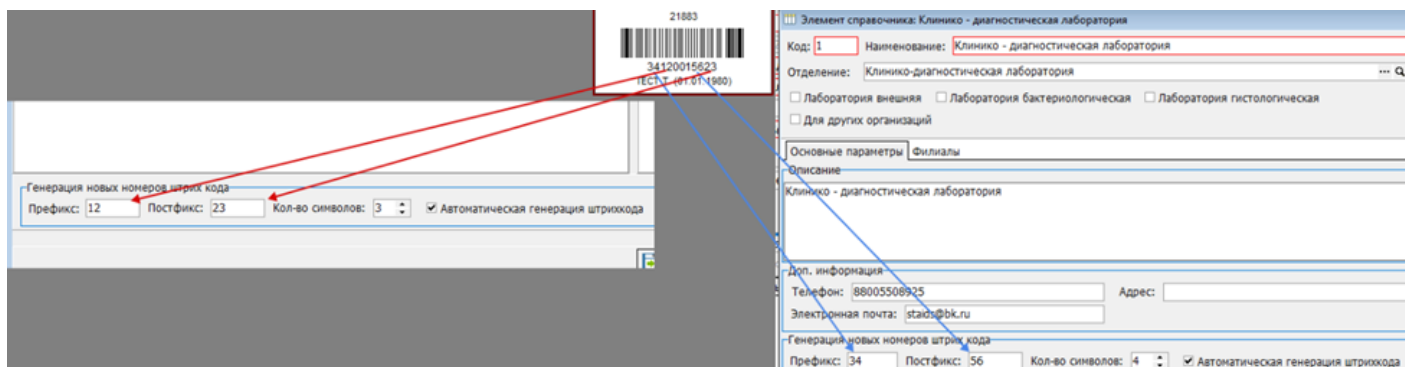 21883
34120015623
ТЕСТ Т. (01.01.1980)
Генерация новых номеров штрих кода
Префикс: 12 Постфикс: 23 Кол-во символов: 3 Автоматическая генерация штрихкода
Элемент справочника: Клинико - диагностическая лаборатория
Код: 1 Наименование: Клинико - диагностическая лаборатория
Отделение: Клинико-диагностическая лаборатория ...
Лаборатория внешняя Лаборатория бактериологическая Лаборатория гистологическая
Для других организаций
Основные параметры Филиалы
Описание
Клинико - диагностическая лаборатория
Доп. информация
Телефон: 88005508925 Адрес:
Электронная почта: staids@bk.ru
Генерация новых номеров штрих кода
Префикс: 34 Постфикс: 56 Кол-во символов: 4 Автоматическая генерация штрихкода